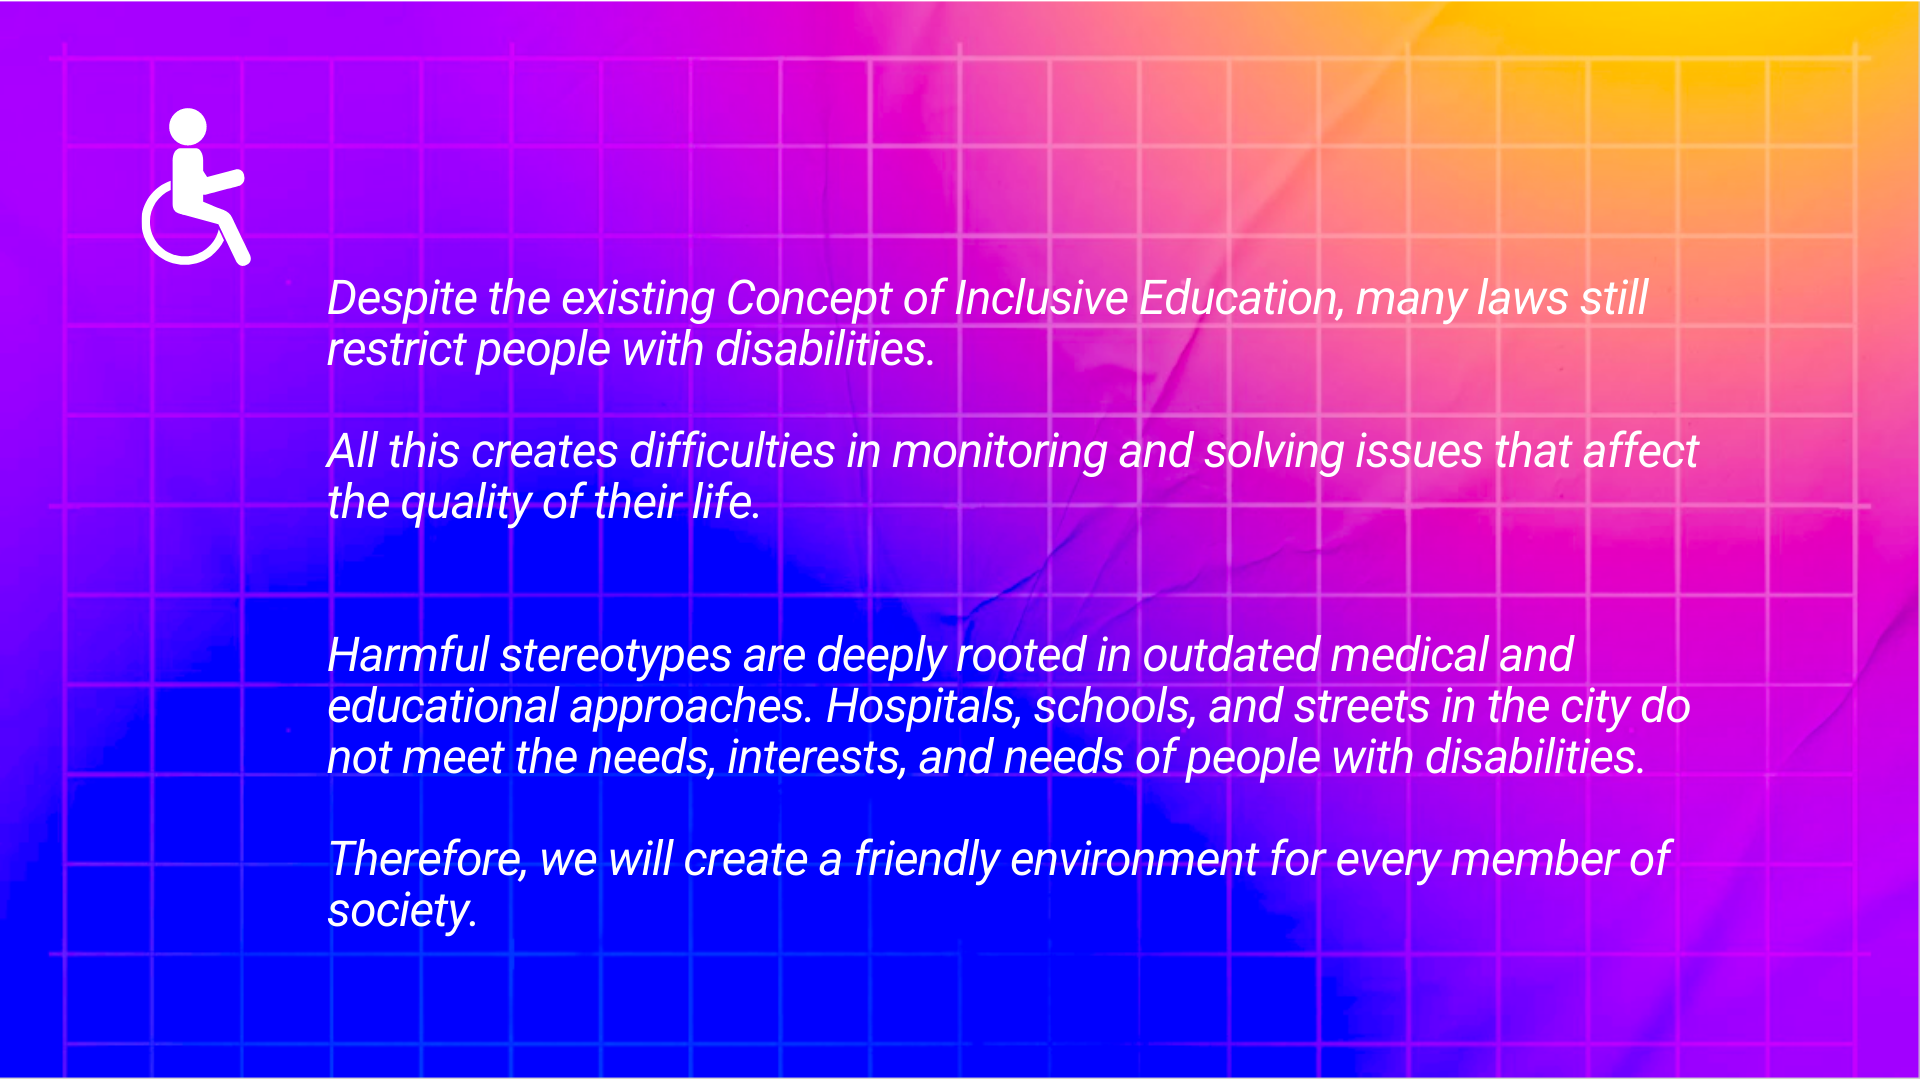 Despite the existing Concept of Inclusive Education, many laws still
restrict people with disabilities.
All this creates difficulties in monitoring and solving issues that affect
the quality of their life.
Harmful stereotypes are deeply rooted in outdated medical and
educational approaches. Hospitals, schools, and streets in the city do
not meet the needs, interests, and needs of people with disabilities.
Therefore, we will create a friendly environment for every member of
society.